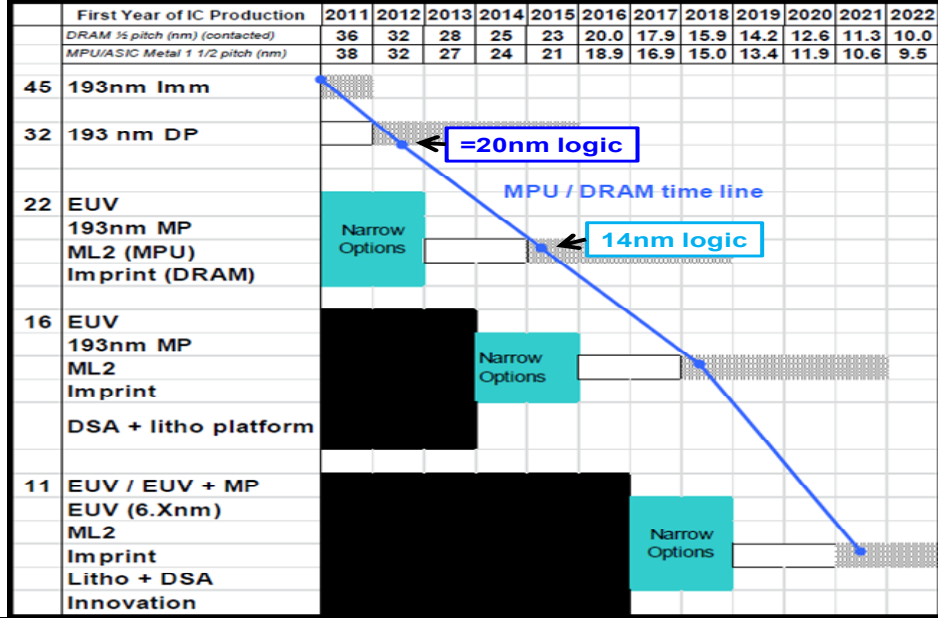 First Year of IC Production 2011 2012 2013 2014 2015 2016 2017 2018 2019 2020 2021 2022
DRAM ½ pitch (nm) (contacted) 36 32 28 25 23 20.0 17.9 15.9 14.2 12.6 11.3 10.0
MPU/ASIC Metal 1 1/2 pitch (nm) 38 32 27 24 21 18.9 16.9 15.0 13.4 11.9 10.6 9.5
45 193nm Imm
32 193 nm DP
=20nm logic
MPU / DRAM time line
22 EUV
193nm MP
ML2 (MPU)
Imprint (DRAM)
Narrow
Options
14nm logic
16 EUV
193nm MP
ML2
Imprint
DSA + litho platform
Narrow
Options
11 EUV / EUV + MP
EUV (6.Xnm)
ML2
Imprint
Litho + DSA
Innovation
Narrow
Options